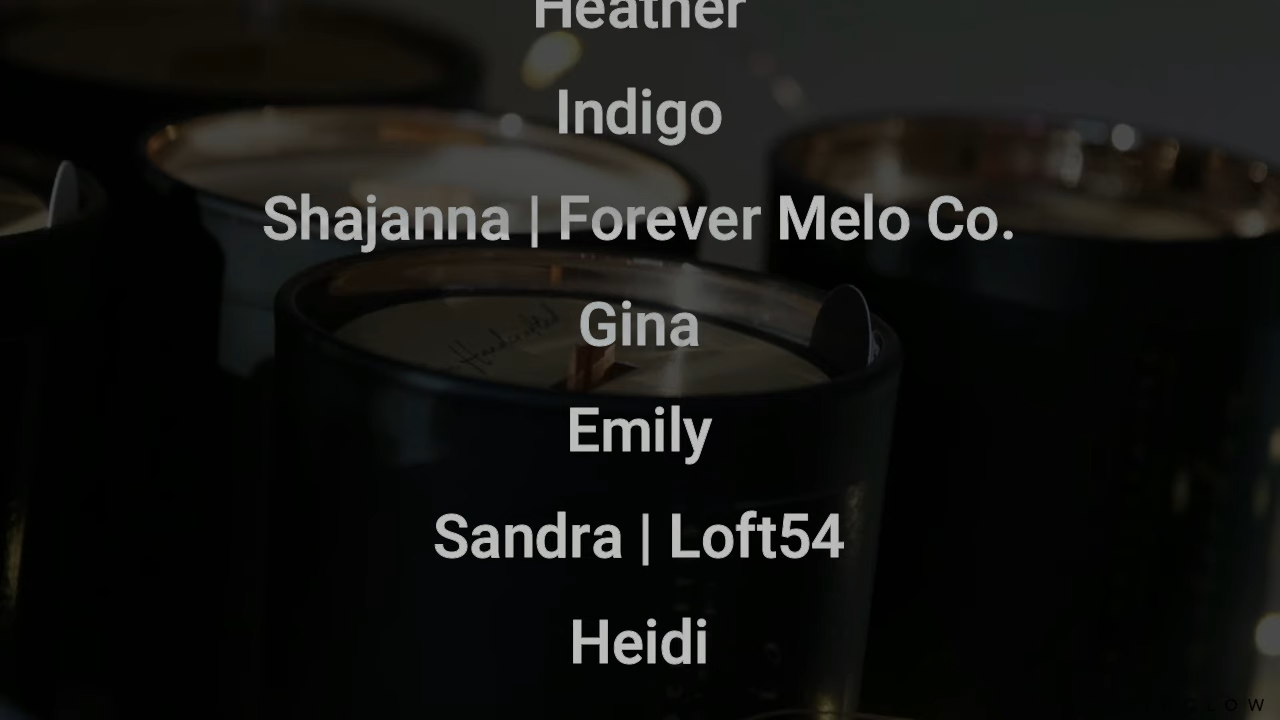 Heather
Indigo
Shajanna | Forever Melo Co.
Gina
Emily
Sandra | Loft54
Heidi